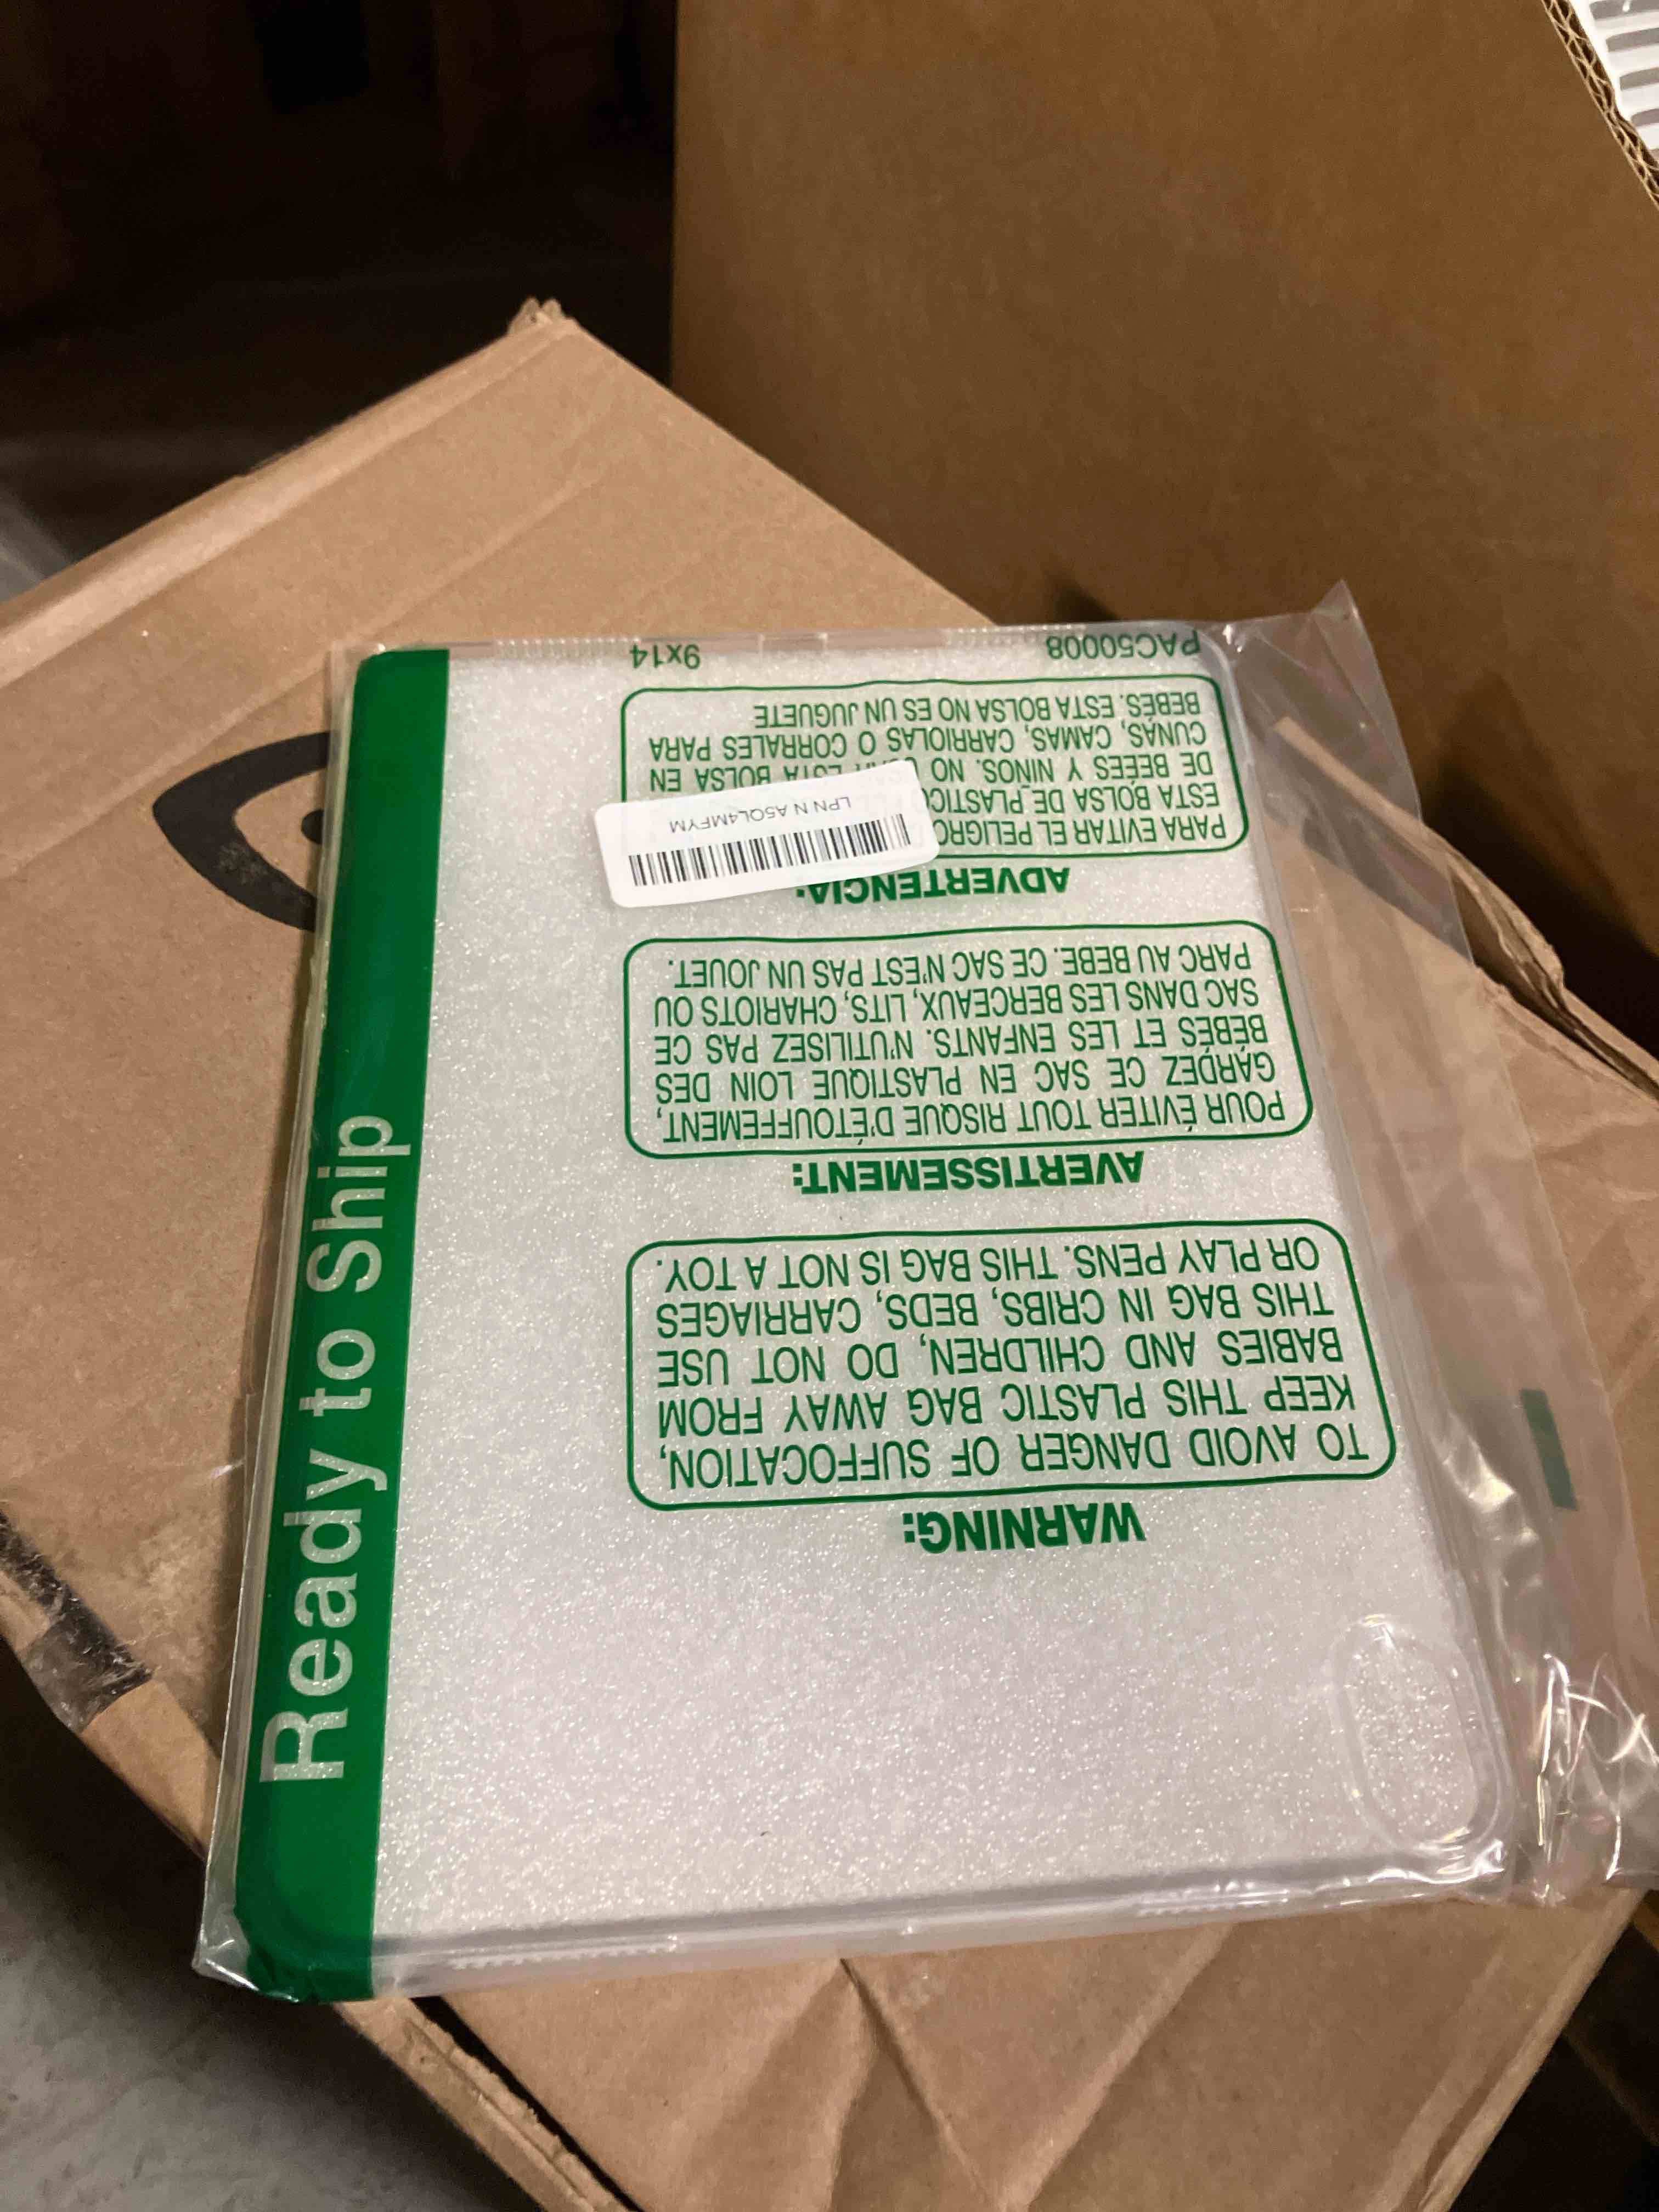 Ready to Ship
WARNING:
TO AVOID DANGER OF SUFFOCATION,
KEEP THIS PLASTIC BAG AWAY FROM
BABIES AND CHILDREN, DO NOT USE
THIS BAG IN CRIBS, BEDS, CARRIAGES
OR PLAY PENS. THIS BAG IS NOT A TOY.
AVERTISSEMENT:
POUR ÉVITER TOUT RISQUE D'ÉTOUFFEMENT,
GARDEZ CE SAC EN PLASTIQUE LOIN DES
BÉBÉS ET LES ENFANTS. N'UTILISEZ PAS CE
SAC DANS LES BERCEAUX, LITS, CHARIOTS OU
PARC AU BEBE. CE SAC N'EST PAS UN JOUET.
ADVERTENCIA:
PARA EVITAR EL PELIGRO
ESTA BOLSA DE PLASTICO
DE BEBES Y NINOS. NO ESTA BOLSA EN
CUNAS, CAMAS, CARRIOLAS O CORRALES PARA
BEBES. ESTA BOLSA NO ES UN JUGUETE
PAC50008 9x14
LPN N A5QL4MFYM